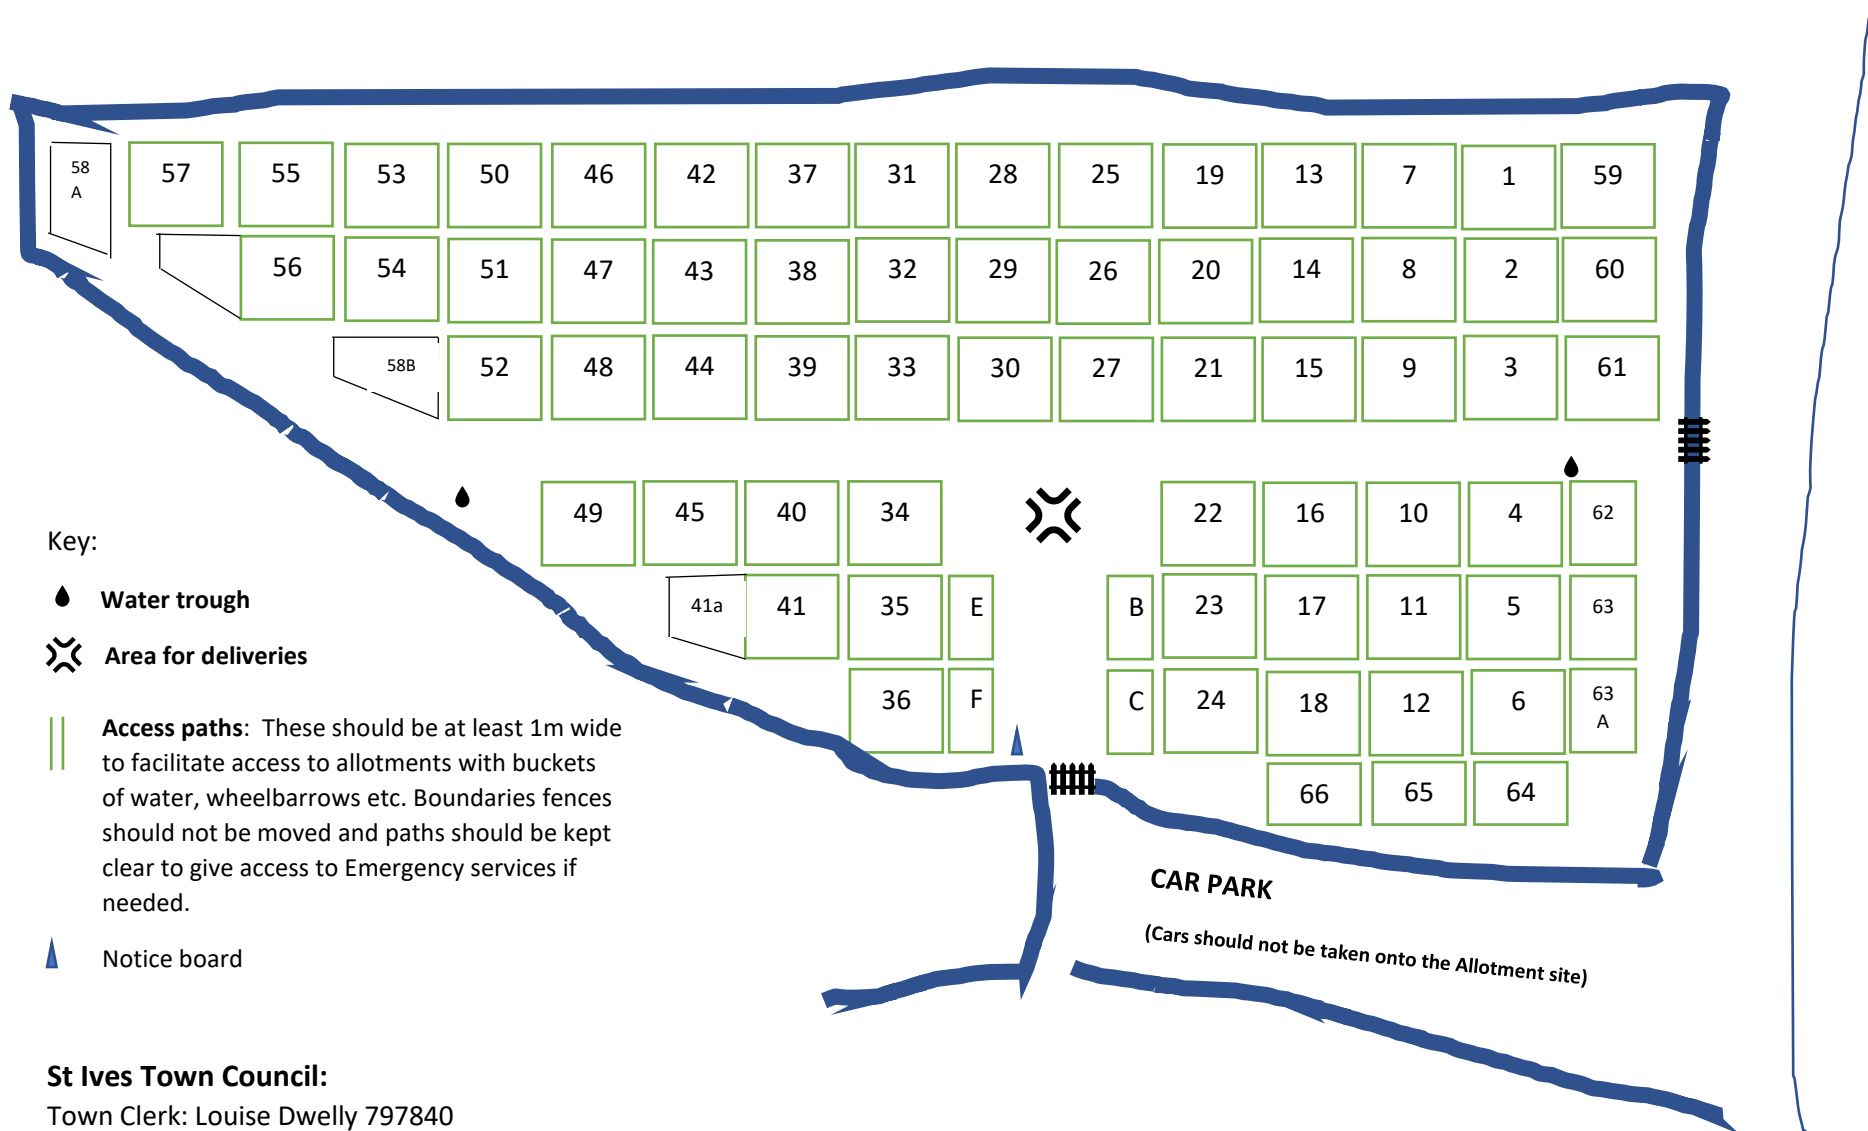 58
A
57 55 53 50 46 42 37 31 28 25 19 13 7 1 59
56 54 51 47 43 38 32 29 26 20 14 8 2 60
58B 52 48 44 39 33 30 27 21 15 9 3 61
49 45 40 34 22 16 10 4 62
41a 41 35 E B 23 17 11 5 63
36 F C 24 18 12 6 63
A
66 65 64
Key:
Water trough
Area for deliveries
Access paths: These should be at least 1m wide
to facilitate access to allotments with buckets
of water, wheelbarrows etc. Boundaries fences
should not be moved and paths should be kept
clear to give access to Emergency services if
needed.
Notice board
CAR PARK
(Cars should not be taken onto the Allotment site)
St Ives Town Council:
Town Clerk: Louise Dwelly 797840